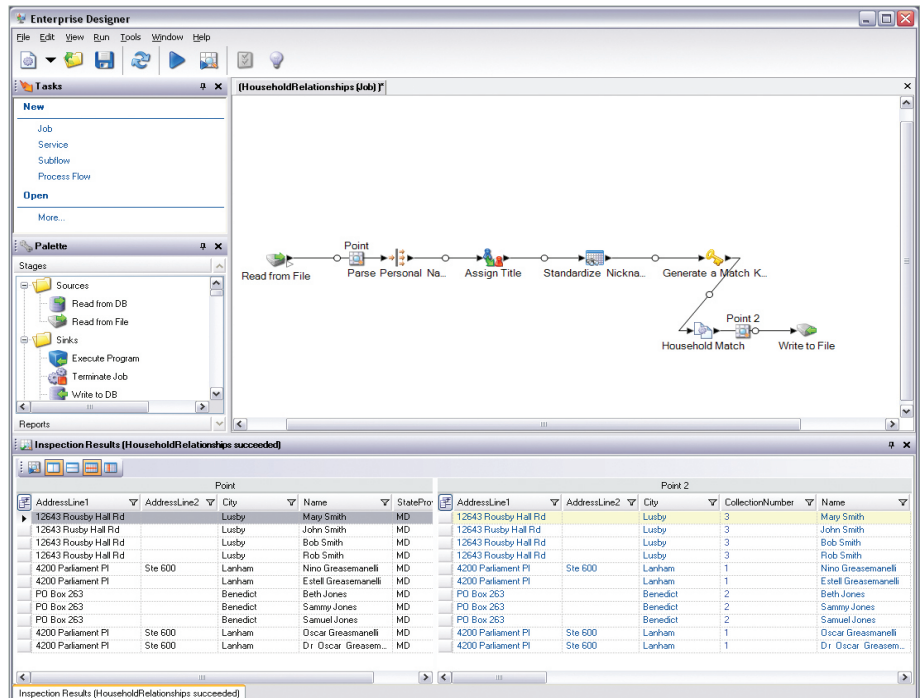 Enterprise Designer
File Edit View Run Tools Window Help
Tasks
New
Job
Service
Subflow
Process Flow
Open
More...
Palette
Stages
Sources
Read from DB
Read from File
Sinks
Execute Program
Terminate Job
Write to DB
Reports
(HouseholdRelationships (Job) )*
Point
Read from File Parse Personal Na... Assign Title Standardize Nickna... Generate a Match K...
Point 2
Household Match Write to File
Inspection Results (HouseholdRelationships succeeded)
Point Point 2
AddressLine1 AddressLine2 City Name StateProv AddressLine1 AddressLine2 City CollectionNumber Name
12643 Rousby Hall Rd Lusby Mary Smith MD 12643 Rousby Hall Rd Lusby 3 Mary Smith
12643 Rusby Hall Rd Lusby John Smith MD 12643 Rusby Hall Rd Lusby 3 John Smith
12643 Rousby Hall Rd Lusby Bob Smith MD 12643 Rousby Hall Rd Lusby 3 Bob Smith
12643 Rousby Hall Rd Lusby Rob Smith MD 12643 Rousby Hall Rd Lusby 3 Rob Smith
4200 Parliament Pl Ste 600 Lanham Nino Greasemanelli MD 4200 Parliament Pl Ste 600 Lanham 1 Nino Greasemanelli
4200 Parliament Pl Lanham Estell Greasemanelli MD 4200 Parliament Pl Lanham 1 Estell Greasemanelli
PO Box 263 Benedict Beth Jones MD PO Box 263 Benedict 2 Beth Jones
PO Box 263 Benedict Sammy Jones MD PO Box 263 Benedict 2 Sammy Jones
PO Box 263 Benedict Samuel Jones MD PO Box 263 Benedict 2 Samuel Jones
4200 Parliament Pl Ste 600 Lanham Oscar Greasmanelli MD 4200 Parliament Pl Ste 600 Lanham 1 Oscar Greasmanelli
4200 Parliament Pl Ste 600 Lanham Dr Oscar Greasem... MD 4200 Parliament Pl Ste 600 Lanham 1 Dr Oscar Greasem...
Inspection Results (HouseholdRelationships succeeded)